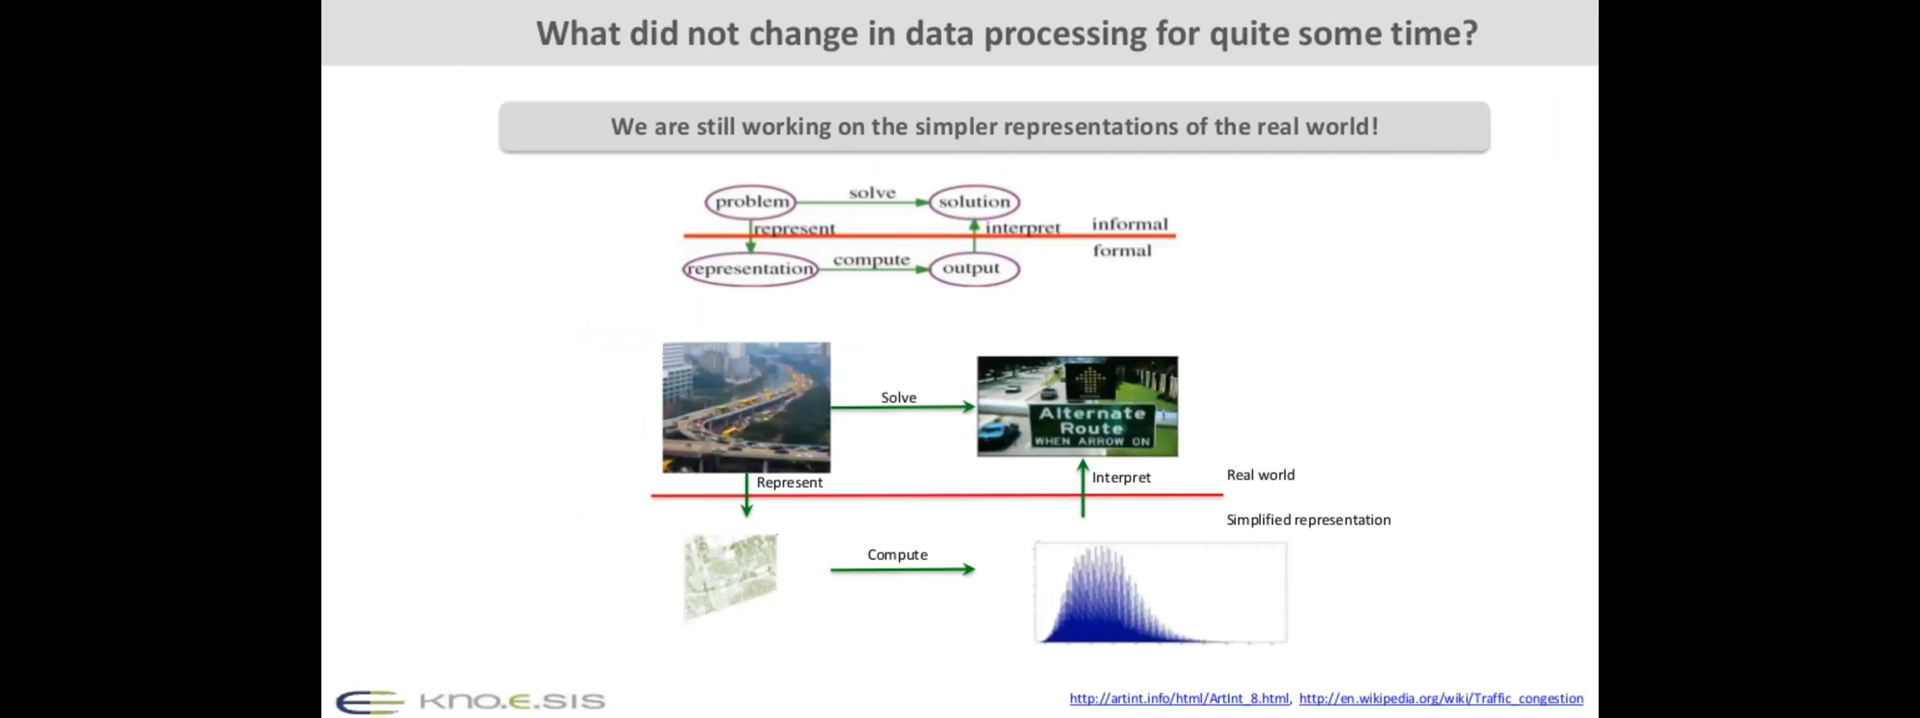 What did not change in data processing for quite some time?
We are still working on the simpler representations of the real world!
problem
solve
solution
represent
interpret
informal
formal
representation
compute
output
Solve
Alternate
Route
WHEN ARROW ON
Represent
Interpret
Real world
Simplified representation
Compute
KNO.E.SIS
http://artint.info/html/ArtInt_8.html, http://en.wikipedia.org/wiki/Traffic_congestion